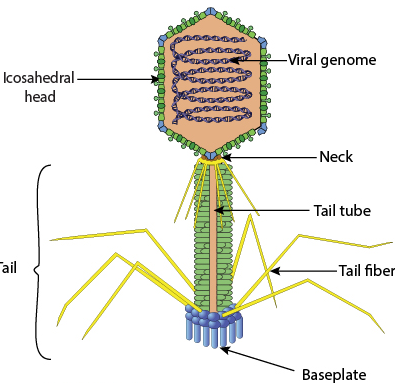 Viral genome
Icosahedral
head
Neck
Tail tube
Tail
Tail fiber
Baseplate